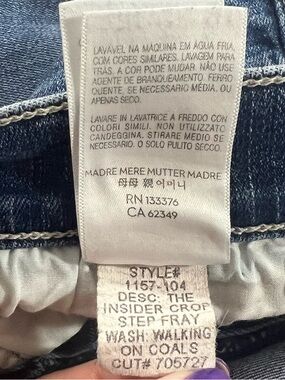 LAVAVEL NA MAQUINA EM AGUA FRIA,
COM CORES SIMILARES. LAVAGEM PARA
TRÁS. A COR PODE MUDAR. NÃO USE
AGENTE DE BRANQUEAMENTO. FERRO
QUENTE, SE NECESSARIO MÉDIA, OU
APENAS SECO.
LAVARE IN LAVATRICE A FREDDO CON
COLORI SIMILI. NON UTILIZZATO
CANDEGGINA. STIRARE MEDIO SE
NECESSARIO. O SOLO PULITO SECCO.
MADRE MERE MUTTER MADRE
母母 親 어머니
RN 133376
CA 62349
STYLE#
1157-104
DESC: THE
INSIDER CROP
STEP FRAY
WASH: WALKING
ON COALS
CUT# 705727